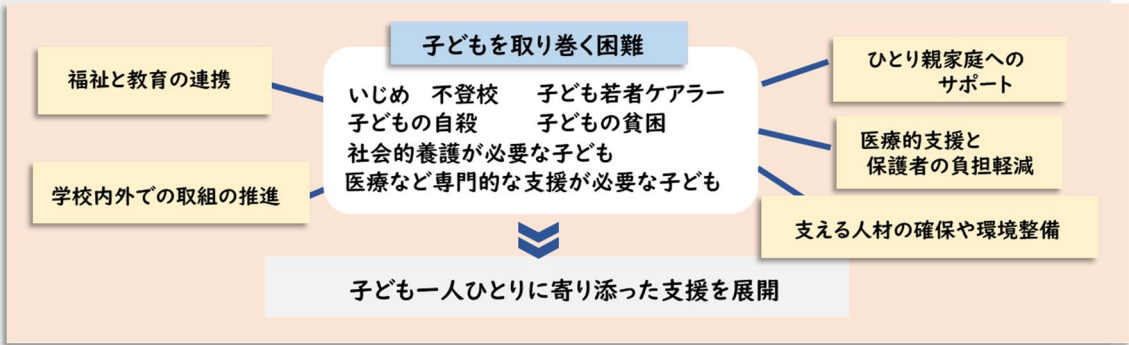 子どもを取り巻く困難
福祉と教育の連携
学校内外での取組の推進
いじめ　不登校　　子ども若者ケアラー
子どもの自殺　　　子どもの貧困
社会的養護が必要な子ども
医療など専門的な支援が必要な子ども
ひとり親家庭への
サポート
医療的支援と
保護者の負担軽減
支える人材の確保や環境整備
子ども一人ひとりに寄り添った支援を展開